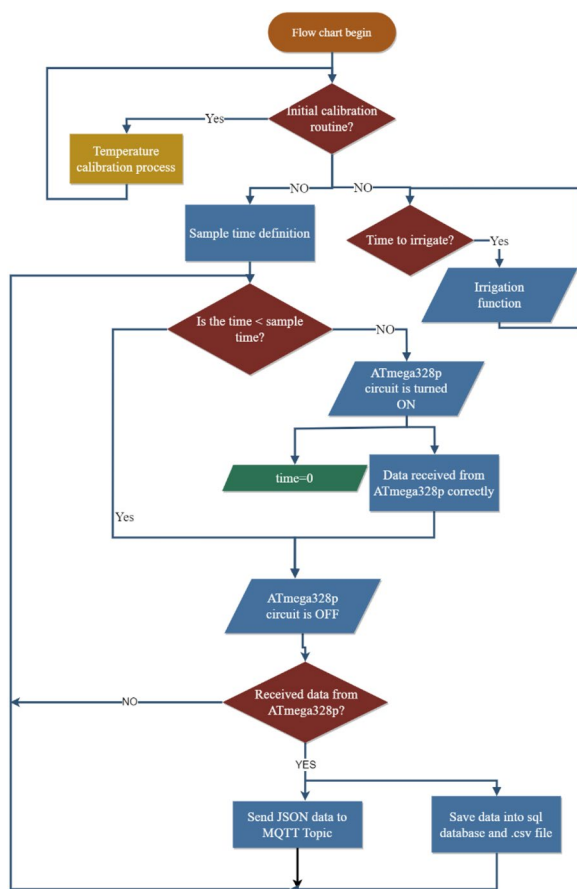 Flow chart begin
Initial calibration
routine?
Yes
Temperature
calibration process
NO
NO
Sample time definition
Time to irrigate?
Yes
Irrigation
function
Is the time < sample
time?
NO
ATmega328p
circuit is turned
ON
time=0
Data received from
ATmega328p correctly
Yes
ATmega328p
circuit is OFF
Received data from
ATmega328p?
NO
YES
Send JSON data to
MQTT Topic
Save data into sql
database and .csv file